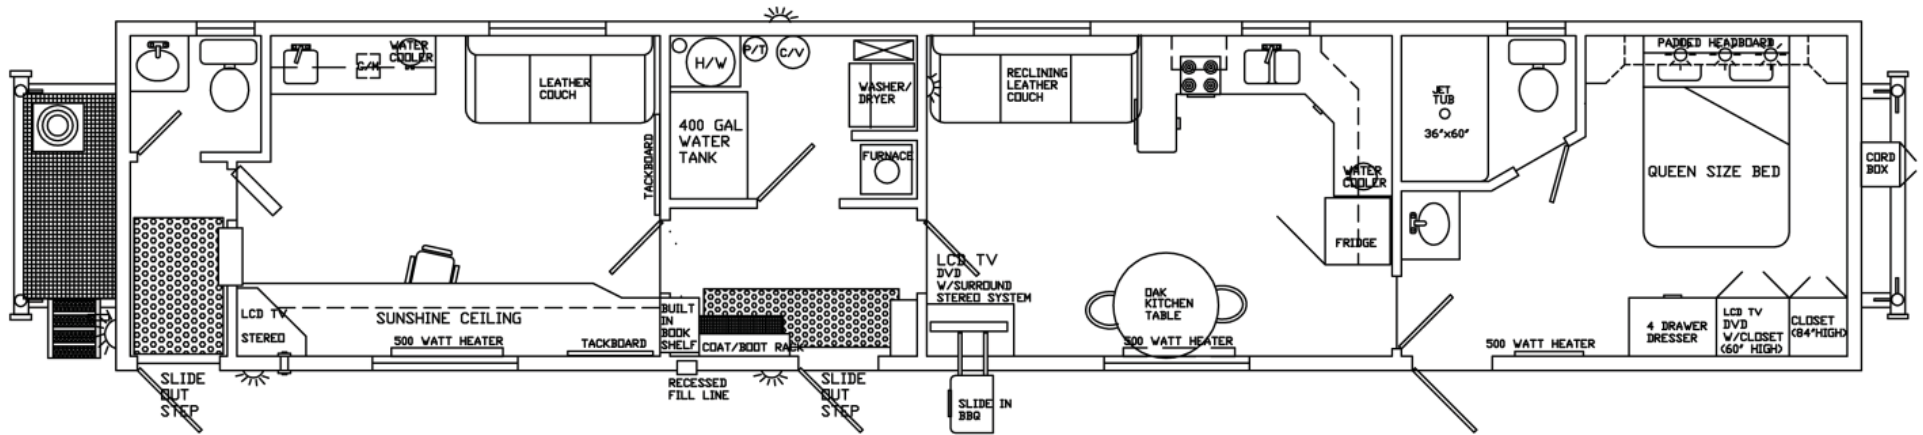 WATER
COOLER
G/K
LEATHER
COUCH
TACKBOARD
LCD TV
STEREO
SUNSHINE CEILING
500 WATT HEATER
TACKBOARD
SLIDE
OUT
STEP
H/W
P/T
C/V
400 GAL
WATER
TANK
WASHER/
DRYER
FURNACE
BUILT
IN
BOOK
SHELF
COAT/BOOT RACK
RECESSED
FILL LINE
SLIDE
OUT
STEP
RECLINING
LEATHER
COUCH
WATER
COOLER
FRIDGE
LCD TV
DVD
W/SURROUND
STEREO SYSTEM
OAK
KITCHEN
TABLE
500 WATT HEATER
SLIDE IN
BBQ
JET
TUB
36"x60"
PADDED HEADBOARD
QUEEN SIZE BED
CORD
BOX
4 DRAWER
DRESSER
LCD TV
DVD
W/CLOSET
(60" HIGH)
CLOSET
(84"HIGH)
500 WATT HEATER